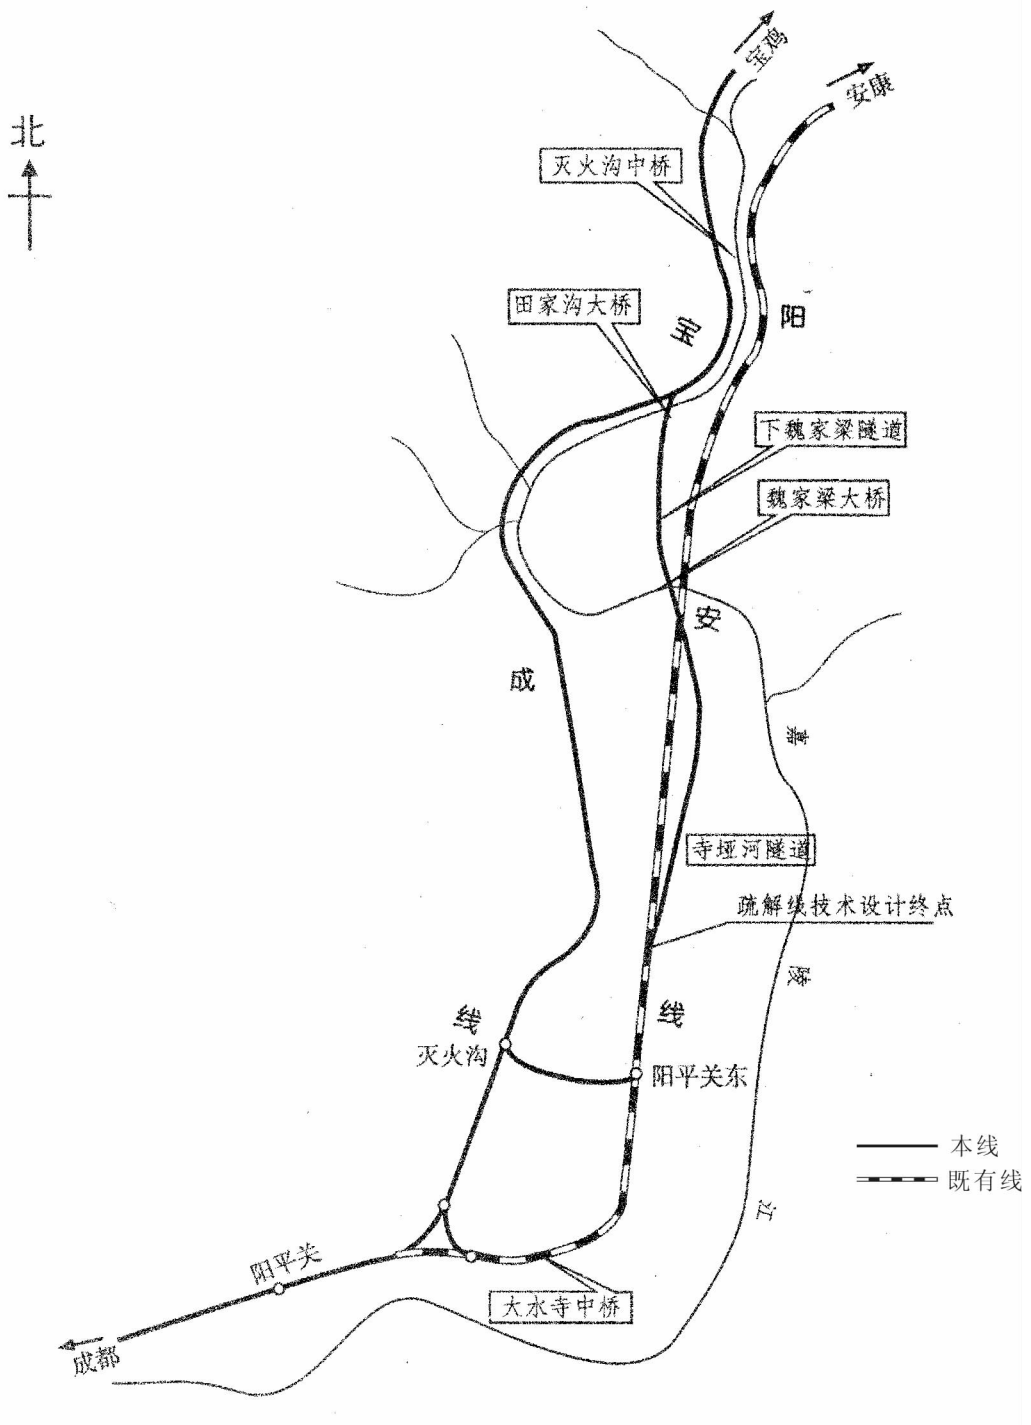 宝鸡
安康
北
灭火沟中桥
田家沟大桥
宝
阳
下魏家梁隧道
魏家梁大桥
安
成
嘉
寺垭河隧道
疏解线技术设计终点
陵
线
线
灭火沟
阳平关东
本线
既有线
江
阳平关
大水寺中桥
成都